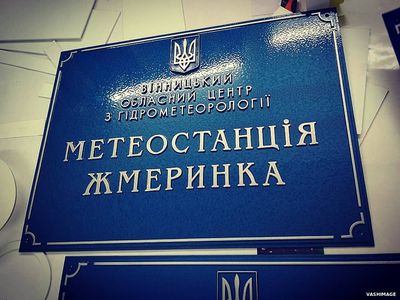 ВІННИЦЬКИЙ
ОБЛАСНИЙ ЦЕНТР
З ГІДРОМЕТЕОРОЛОГІЇ
МЕТЕОСТАНЦІЯ
ЖМЕРИНКА
VASHIMAGE